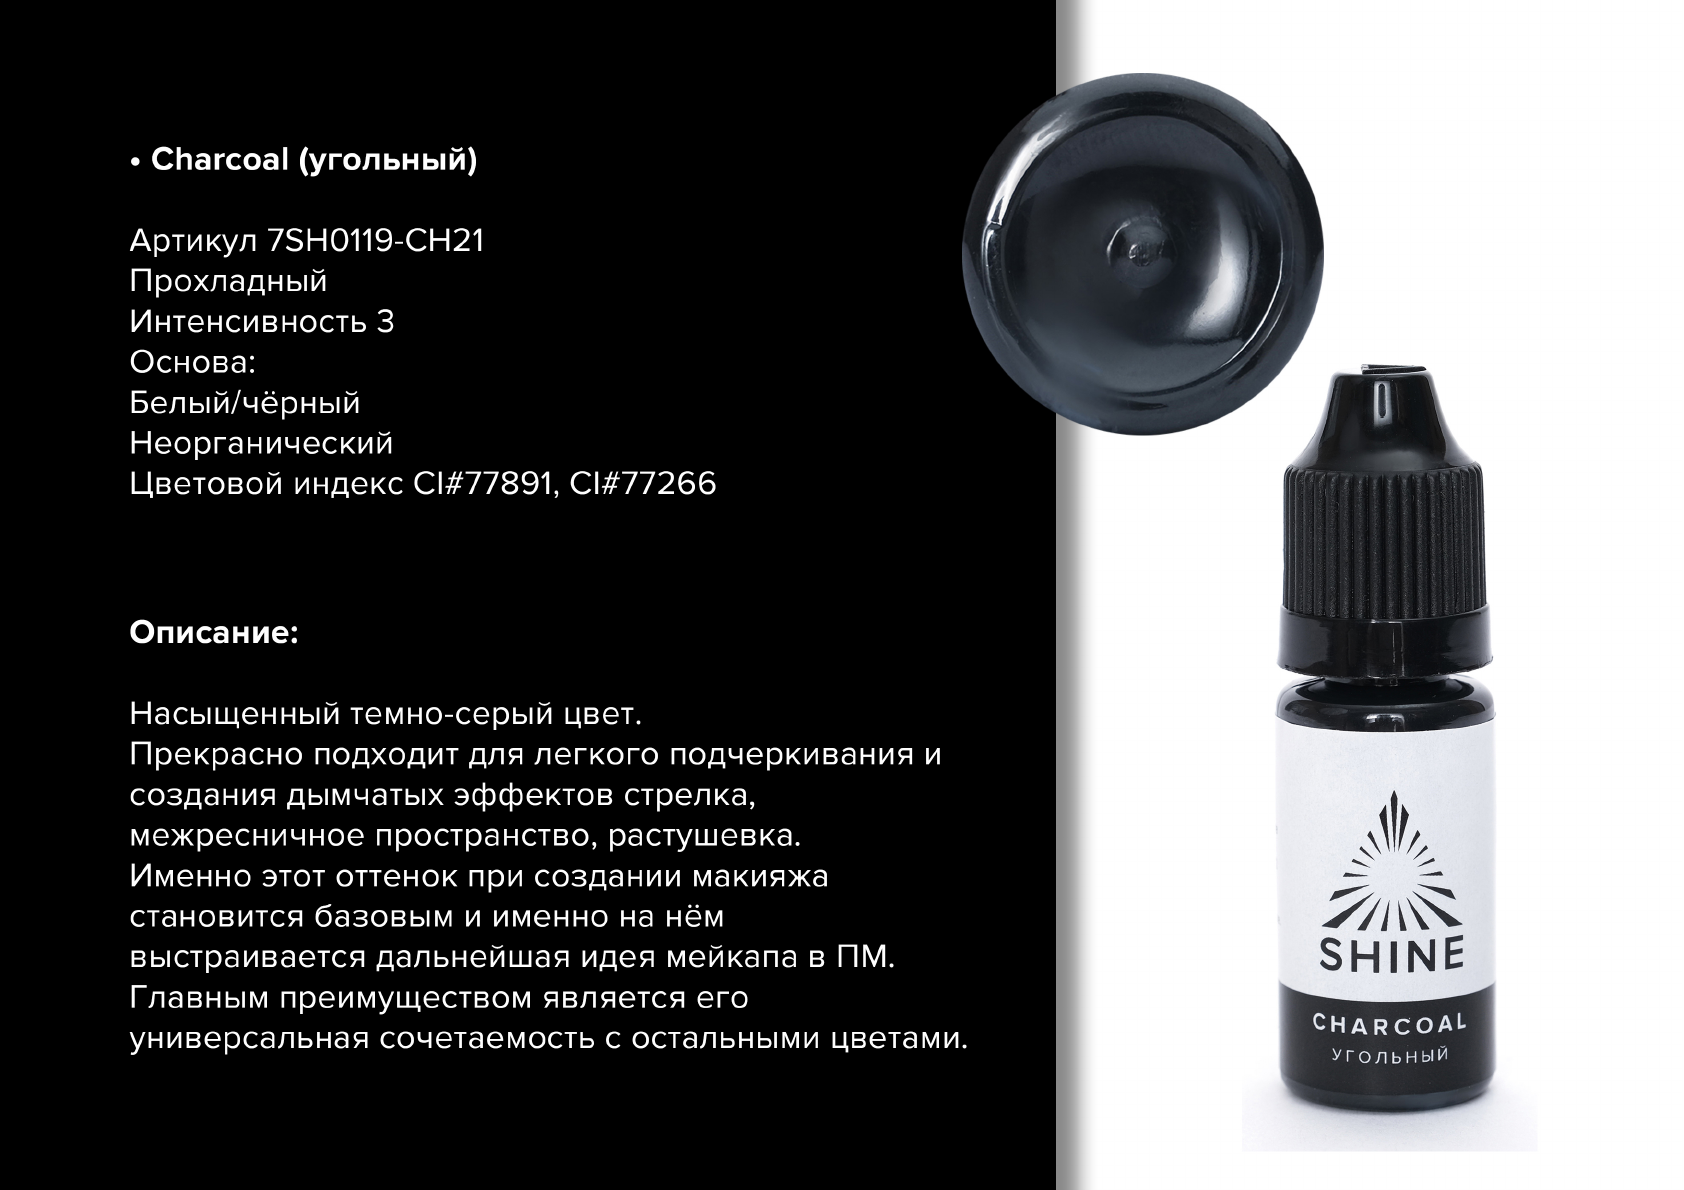 • Charcoal (угольный)
Артикул 7SH0119-CH21
Прохладный
Интенсивность 3
Основа:
Белый/чёрный
Неорганический
Цветовой индекс CI#77891, CI#77266
Описание:
Насыщенный темно-серый цвет.
Прекрасно подходит для легкого подчеркивания и
создания дымчатых эффектов стрелка,
межресничное пространство, растушевка.
Именно этот оттенок при создании макияжа
становится базовым и именно на нём
выстраивается дальнейшая идея мейкапа в ПМ.
Главным преимуществом является его
универсальная сочетаемость с остальными цветами.
SHINE
CHARCOAL
УГОЛЬНЫЙ